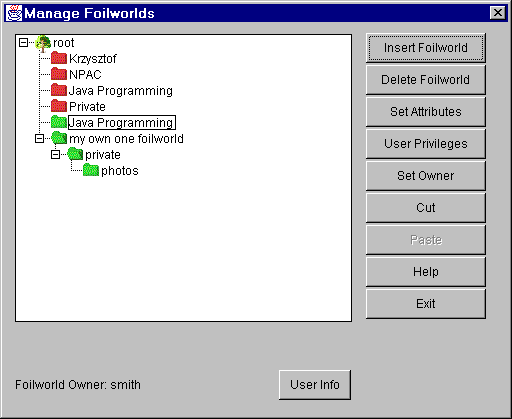 Manage Foilworlds
root
Krzysztof
NPAC
Java Programming
Private
Java Programming
my own one foilworld
private
photos
Insert Foilworld
Delete Foilworld
Set Attributes
User Privileges
Set Owner
Cut
Paste
Help
Exit
Foilworld Owner: smith
User Info